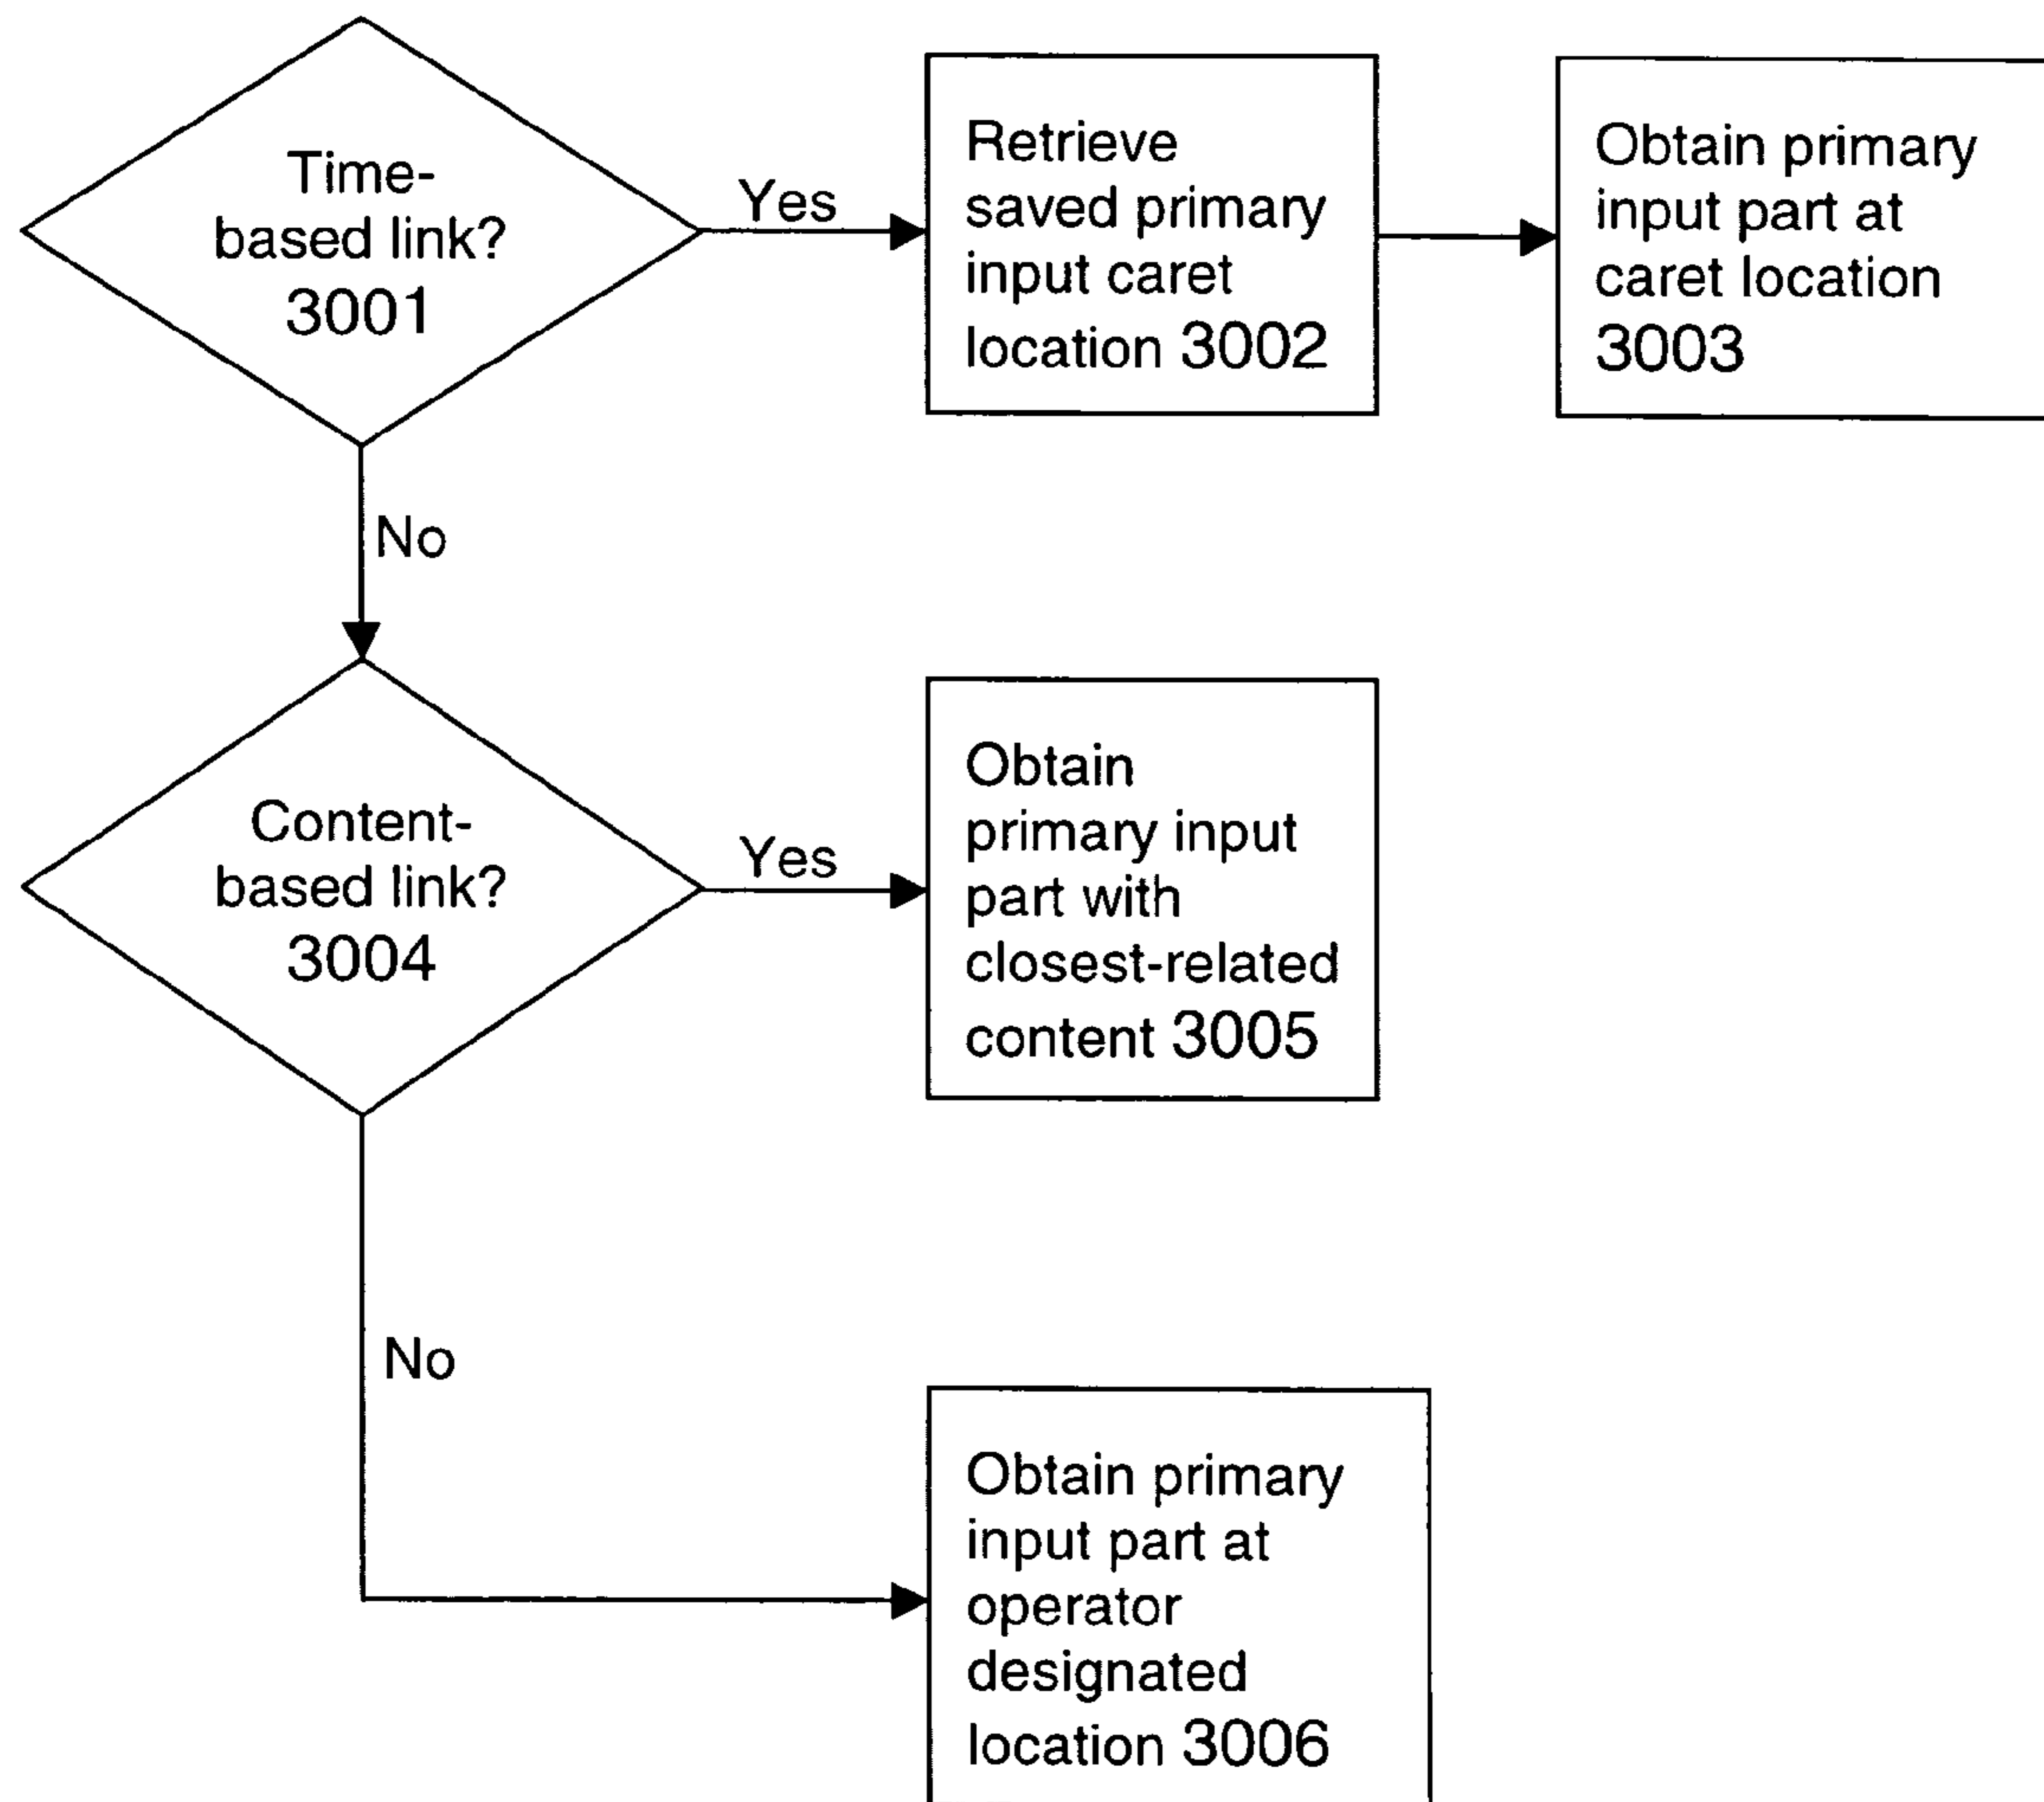 Time-
based link?
3001
Yes
Retrieve
saved primary
input caret
location 3002
Obtain primary
input part at
caret location
3003
No
Content-
based link?
3004
Yes
Obtain
primary input
part with
closest-related
content 3005
No
Obtain primary
input part at
operator
designated
location 3006